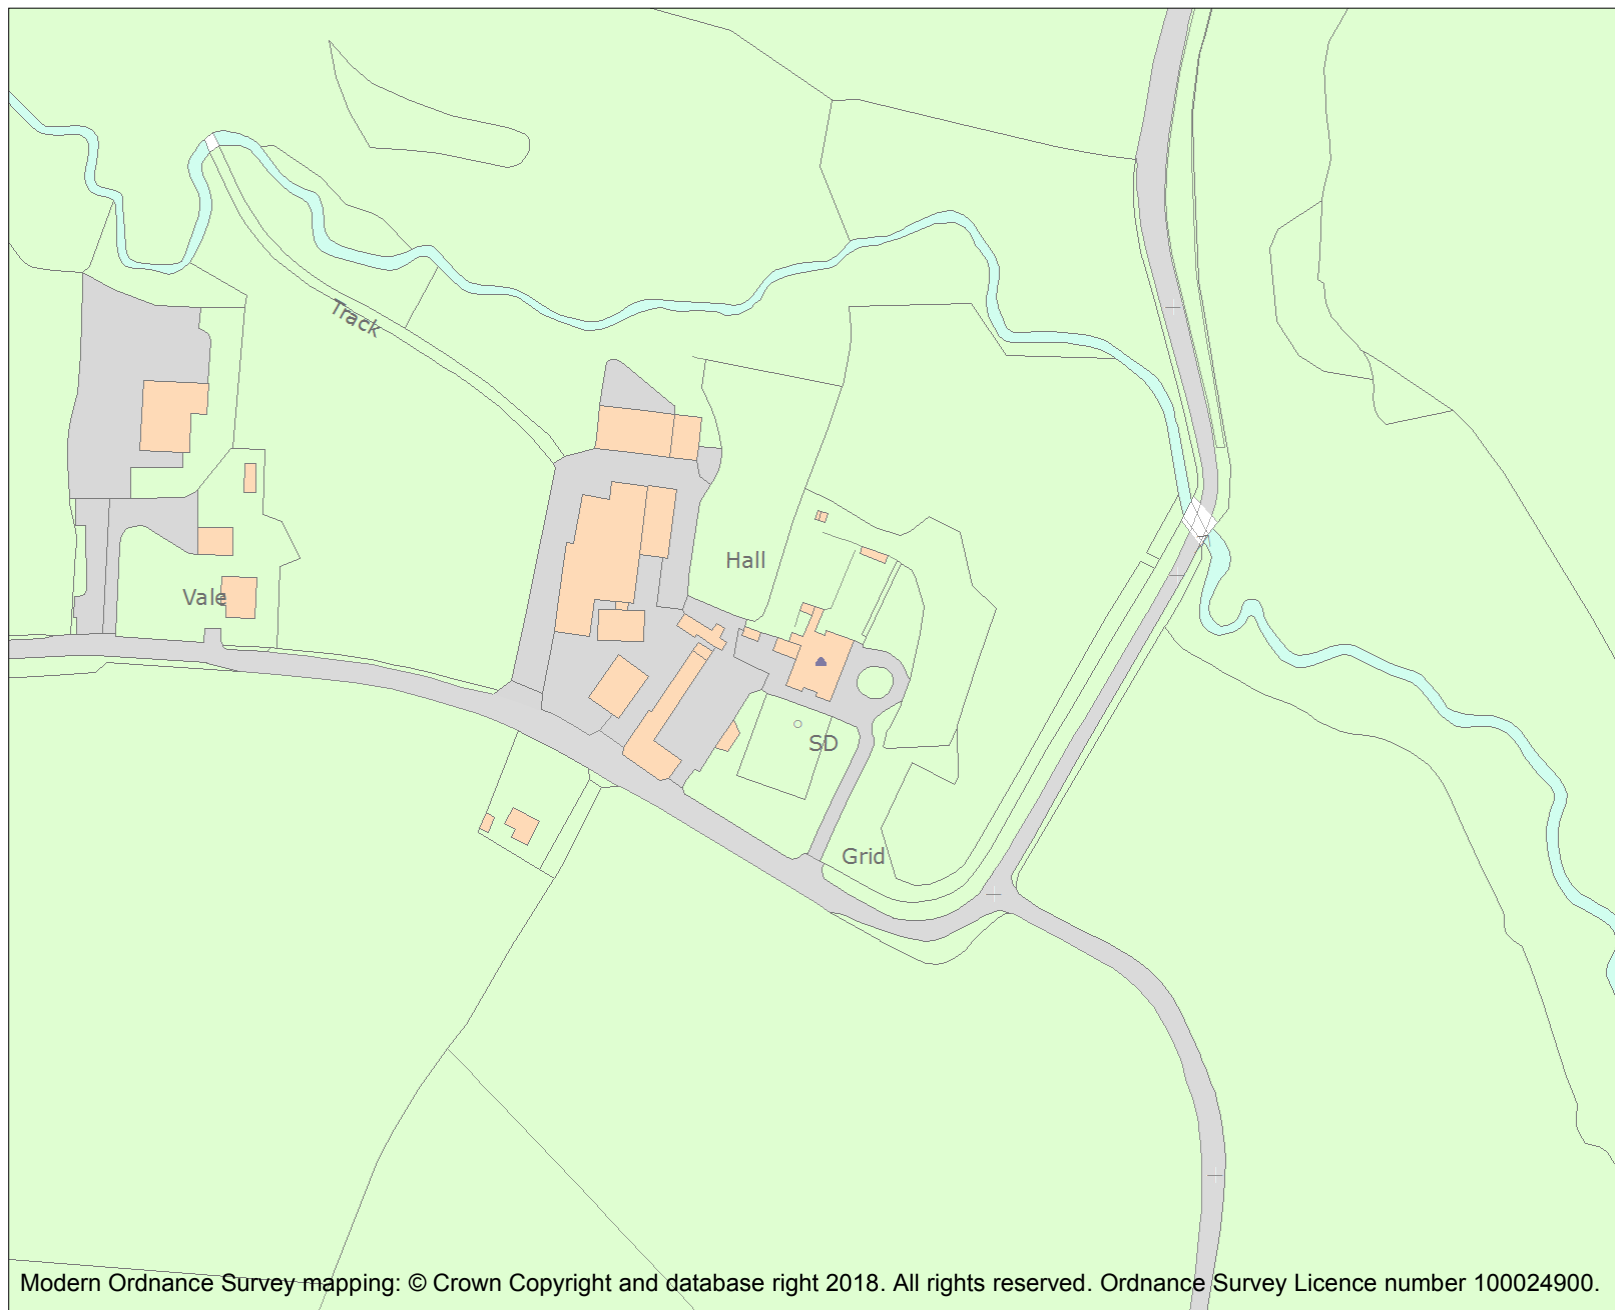 Track
Hall
Vale
SD
Grid
Modern Ordnance Survey mapping: © Crown Copyright and database right 2018. All rights reserved. Ordnance Survey Licence number 100024900.